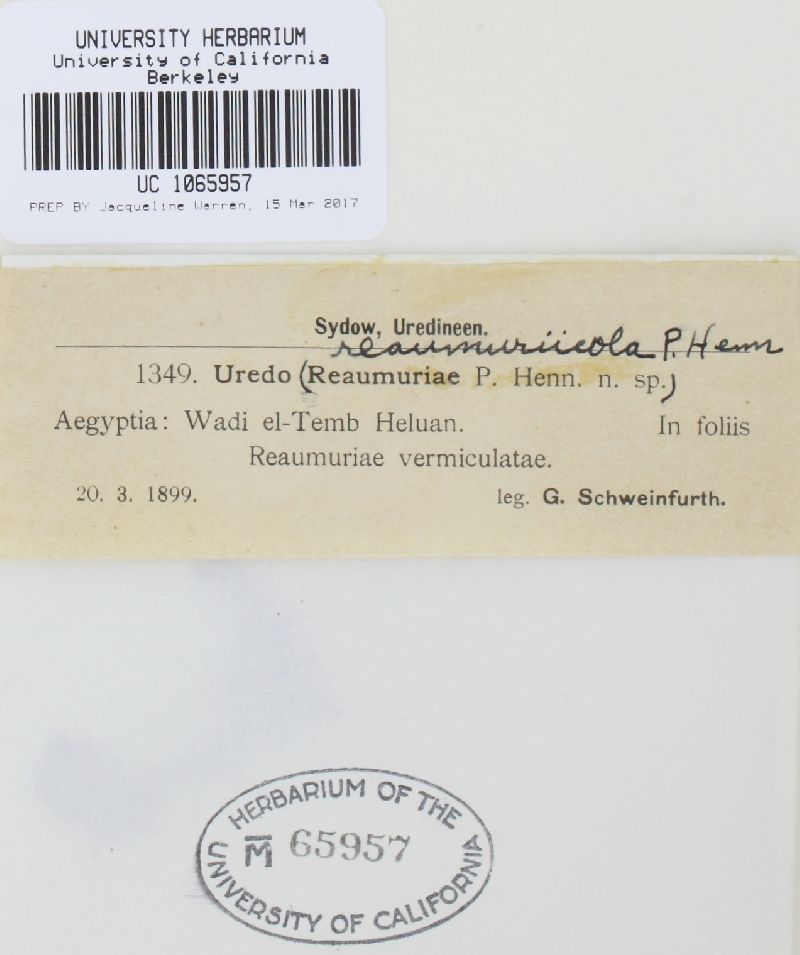 UNIVERSITY HERBARIUM
University of California
Berkeley
UC 1065957
PREP BY Jacqueline Warren, 15 Mar 2017
Sydow, Uredineen.
reaumuriicola P. Henn
1349. Uredo (Reaumuriae P. Henn. n. sp.)
Aegyptia: Wadi el-Temb Heluan. In foliis
Reaumuriae vermiculatae.
20. 3. 1899. leg. G. Schweinfurth.
HERBARIUM OF THE
M 65957
UNIVERSITY OF CALIFORNIA